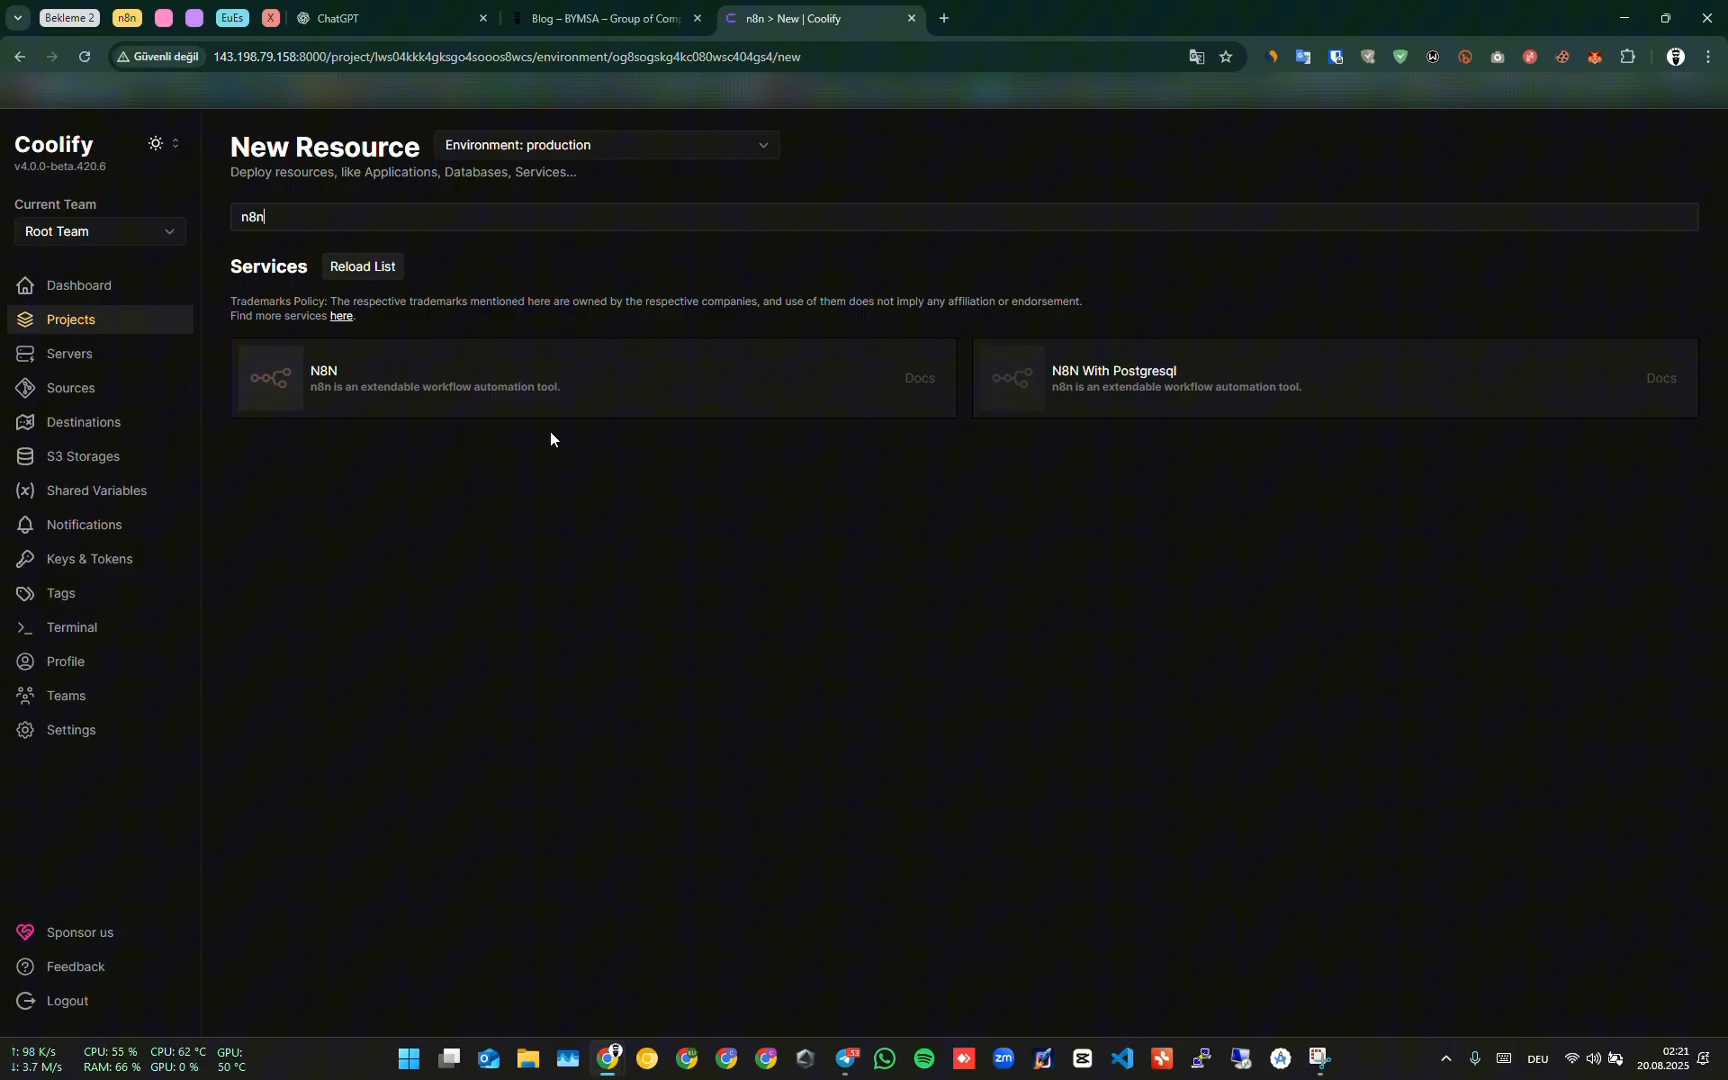 Bekleme 2
n8n
EuEs
X
ChatGPT
Blog – BYMSA – Group of Comp
n8n > New | Coolify
Güvenli değil
143.198.79.158:8000/project/lws04kkk4gksgo4sooos8wcs/environment/og8sogskg4kc080wsc404gs4/new
Coolify
v4.0.0-beta.420.6
Current Team
Root Team
Dashboard
Projects
Servers
Sources
Destinations
S3 Storages
Shared Variables
Notifications
Keys & Tokens
Tags
Terminal
Profile
Teams
Settings
Sponsor us
Feedback
Logout
New Resource
Environment: production
Deploy resources, like Applications, Databases, Services...
n8n
Services
Reload List
Trademarks Policy: The respective trademarks mentioned here are owned by the respective companies, and use of them does not imply any affiliation or endorsement.
Find more services here.
N8N
n8n is an extendable workflow automation tool.
Docs
N8N With Postgresql
n8n is an extendable workflow automation tool.
Docs
↑: 98 K/s CPU: 55 % CPU: 62 °C GPU:
↓: 3.7 M/s RAM: 66 % GPU: 0 % 50 °C
53
zm
DEU
02:21
20.08.2025